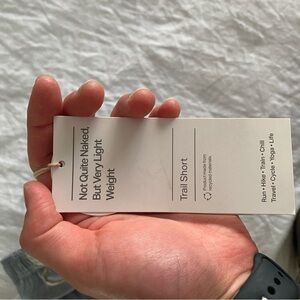 Not Quite Naked,
But Very Light
Weight
Trail Short
Product made from
recycled materials.
Run • Hike • Train • Chill
Travel • Cycle • Yoga • Life